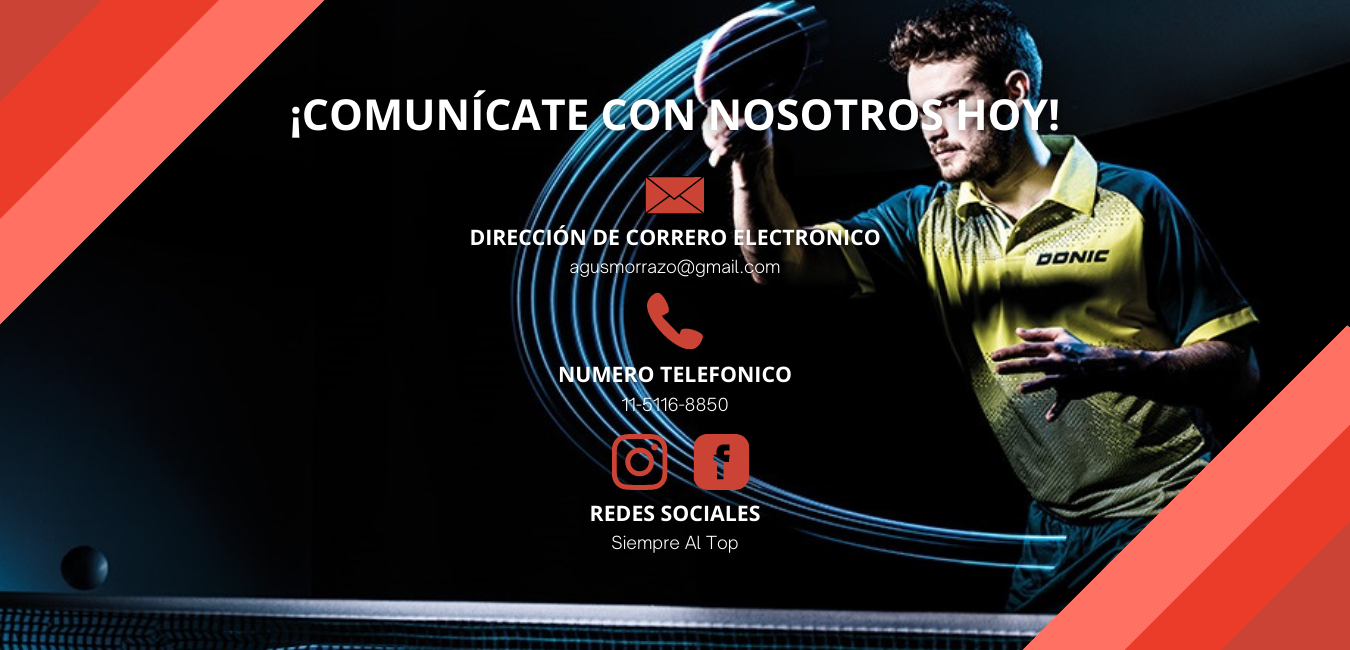 ¡COMUNÍCATE CON NOSOTROS HOY!
DIRECCIÓN DE CORRERO ELECTRÓNICO
agusmorrazo@gmail.com
DONIC
NUMERO TELEFONICO
11-5116-8850
REDES SOCIALES
Siempre Al Top